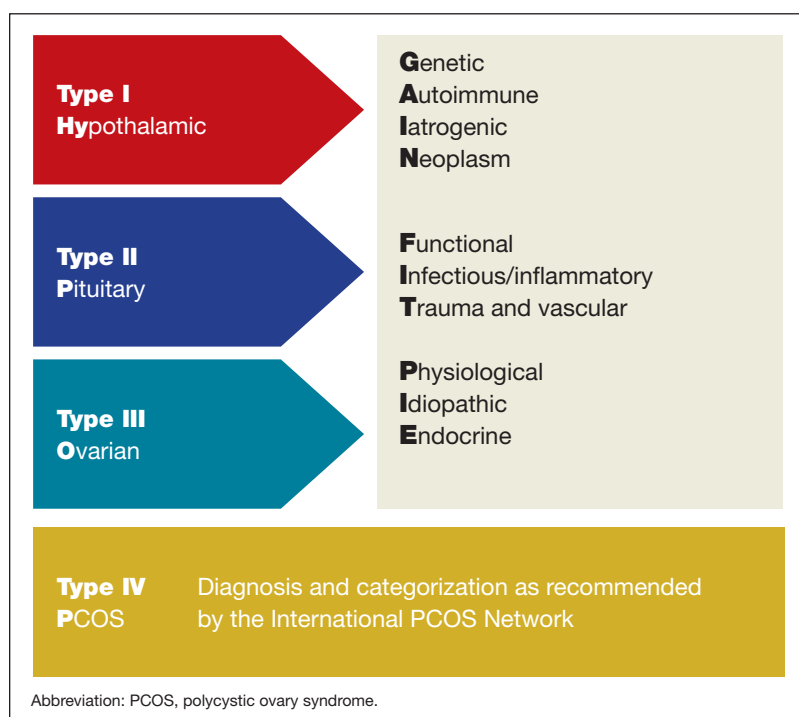 Type I
Hypothalamic
Genetic
Autoimmune
Iatrogenic
Neoplasm
Type II
Pituitary
Functional
Infectious/inflammatory
Trauma and vascular
Type III
Ovarian
Physiological
Idiopathic
Endocrine
Type IV
PCOS
Diagnosis and categorization as recommended
by the International PCOS Network
Abbreviation: PCOS, polycystic ovary syndrome.